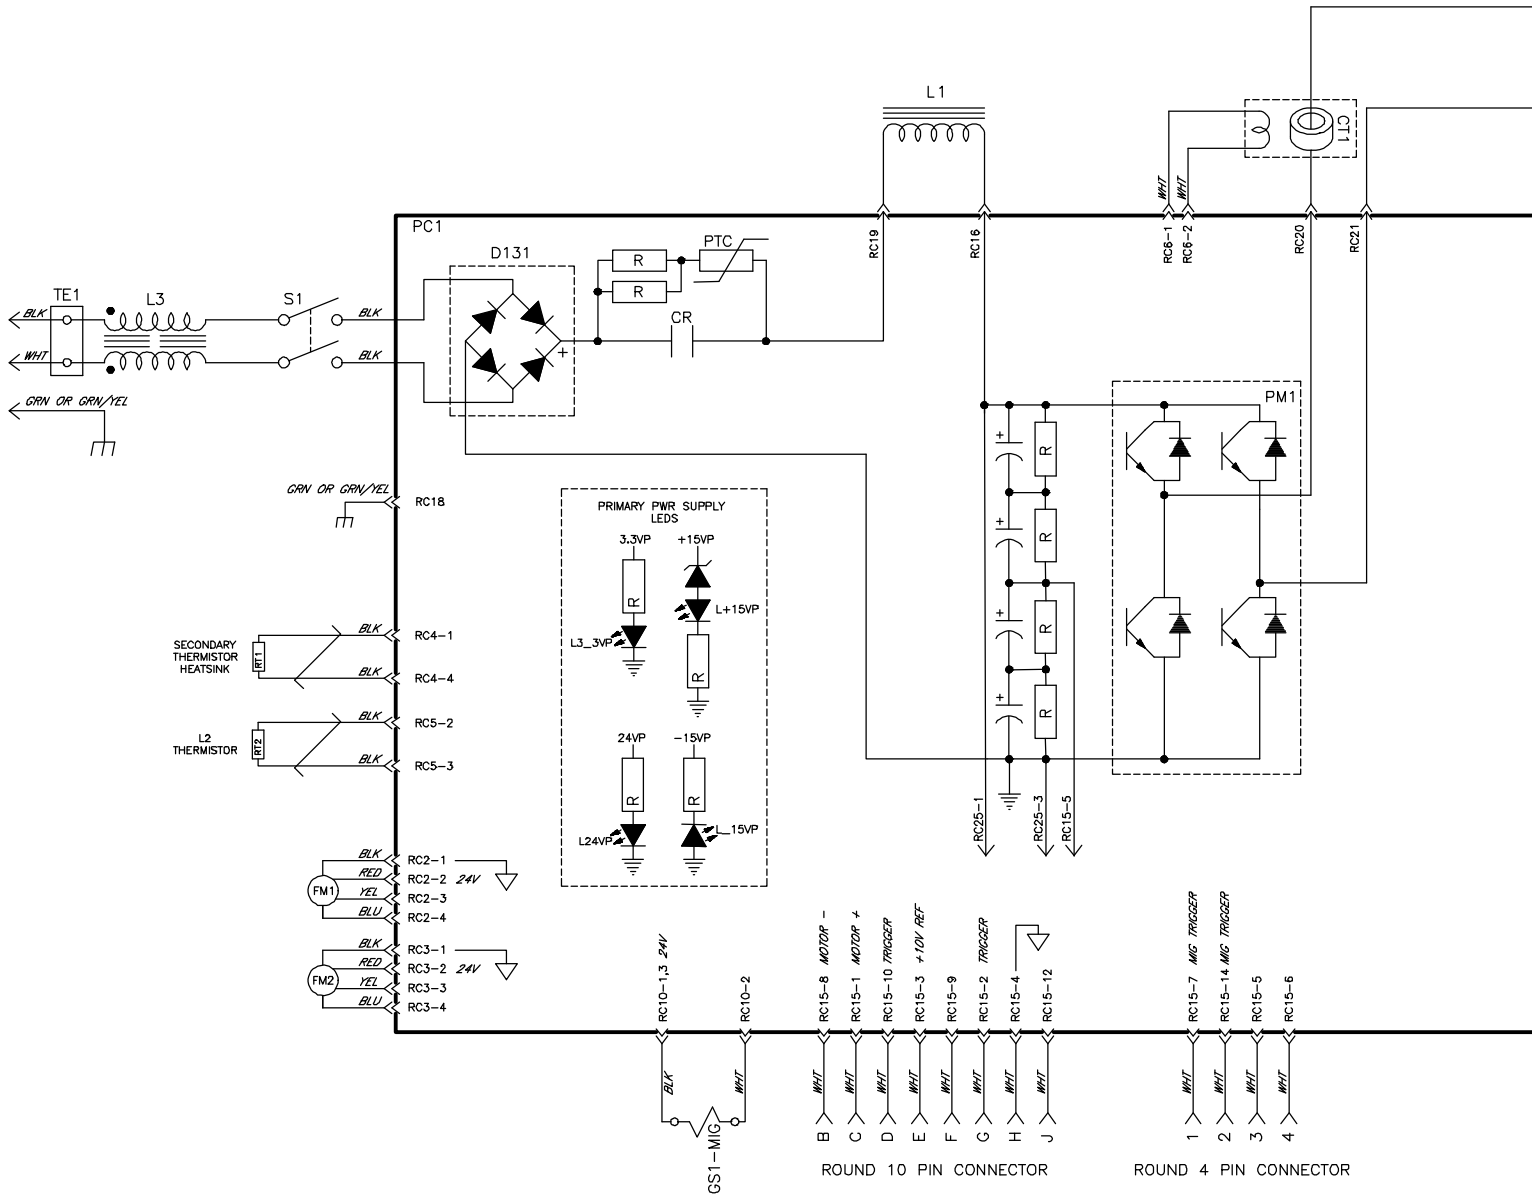 L1
CT1
WHT
WHT
PC1
RC19
RC16
RC6-1
RC6-2
RC20
RC21
D131
PTC
R
R
CR
+
TE1
L3
S1
BLK
BLK
WHT
BLK
GRN OR GRN/YEL
PM1
+
R
+
R
+
R
+
R
GRN OR GRN/YEL
RC18
PRIMARY PWR SUPPLY
LEDS
3.3VP
+15VP
R
L+15VP
L3_3VP
R
24VP
-15VP
R
R
L24VP
L_15VP
SECONDARY
THERMISTOR
HEATSINK
RT1
BLK
RC4-1
BLK
RC4-4
L2
THERMISTOR
RT2
BLK
RC5-2
BLK
RC5-3
RC25-1
RC25-3
RC15-5
FM1
BLK
RC2-1
RED
RC2-2 24V
YEL
RC2-3
BLU
RC2-4
FM2
BLK
RC3-1
RED
RC3-2 24V
YEL
RC3-3
BLU
RC3-4
RC10-1,3 24V
RC10-2
RC15-8 MOTOR -
RC15-1 MOTOR +
RC15-10 TRIGGER
RC15-3 +10V REF
RC15-9
RC15-2 TRIGGER
RC15-4
RC15-12
RC15-7 MIG TRIGGER
RC15-14 MIG TRIGGER
RC15-5
RC15-6
BLK
WHT
WHT
WHT
WHT
WHT
WHT
WHT
WHT
WHT
WHT
WHT
WHT
WHT
GS1-MIG
B
C
D
E
F
G
H
J
1
2
3
4
ROUND 10 PIN CONNECTOR
ROUND 4 PIN CONNECTOR